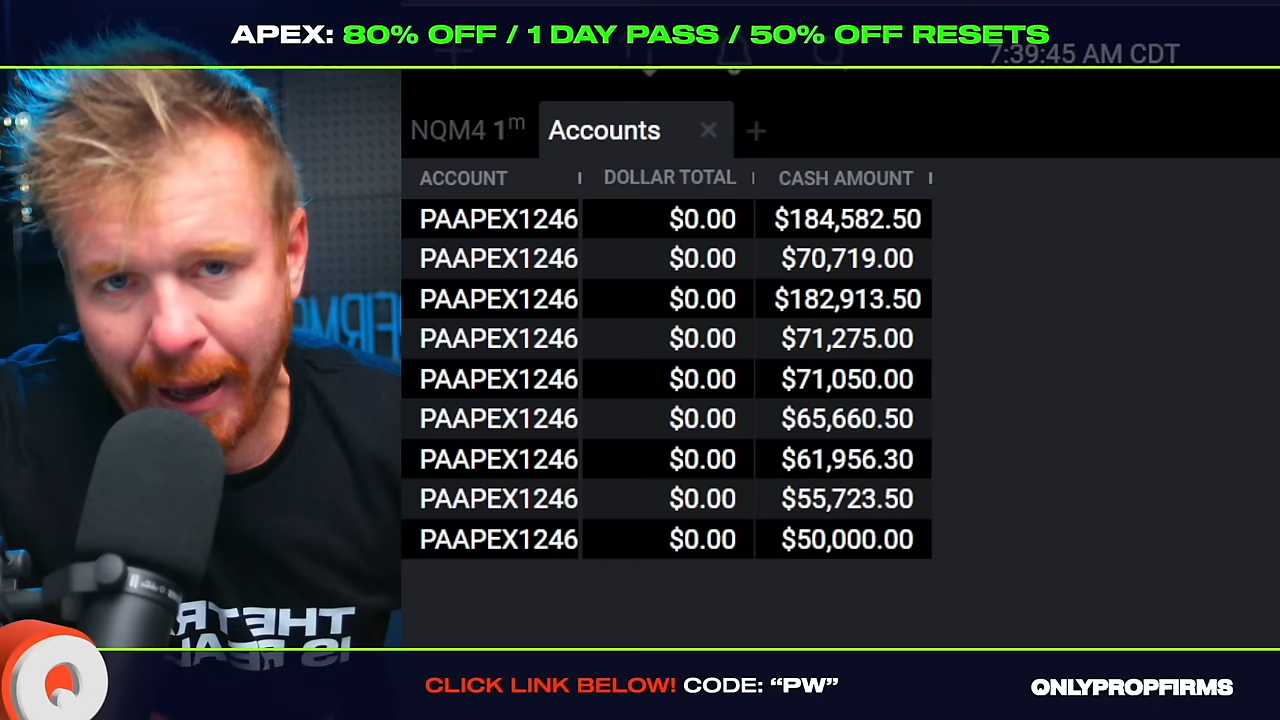 APEX: 80% OFF / 1 DAY PASS / 50% OFF RESETS
7:39:45 AM CDT
NQM4 1m Accounts × +
ACCOUNT DOLLAR TOTAL CASH AMOUNT
PAAPEX1246 $0.00 $184,582.50
PAAPEX1246 $0.00 $70,719.00
PAAPEX1246 $0.00 $182,913.50
PAAPEX1246 $0.00 $71,275.00
PAAPEX1246 $0.00 $71,050.00
PAAPEX1246 $0.00 $65,660.50
PAAPEX1246 $0.00 $61,956.30
PAAPEX1246 $0.00 $55,723.50
PAAPEX1246 $0.00 $50,000.00
THETR
IS REAL
CLICK LINK BELOW! CODE: “PW”
ONLYPROPFIRMS